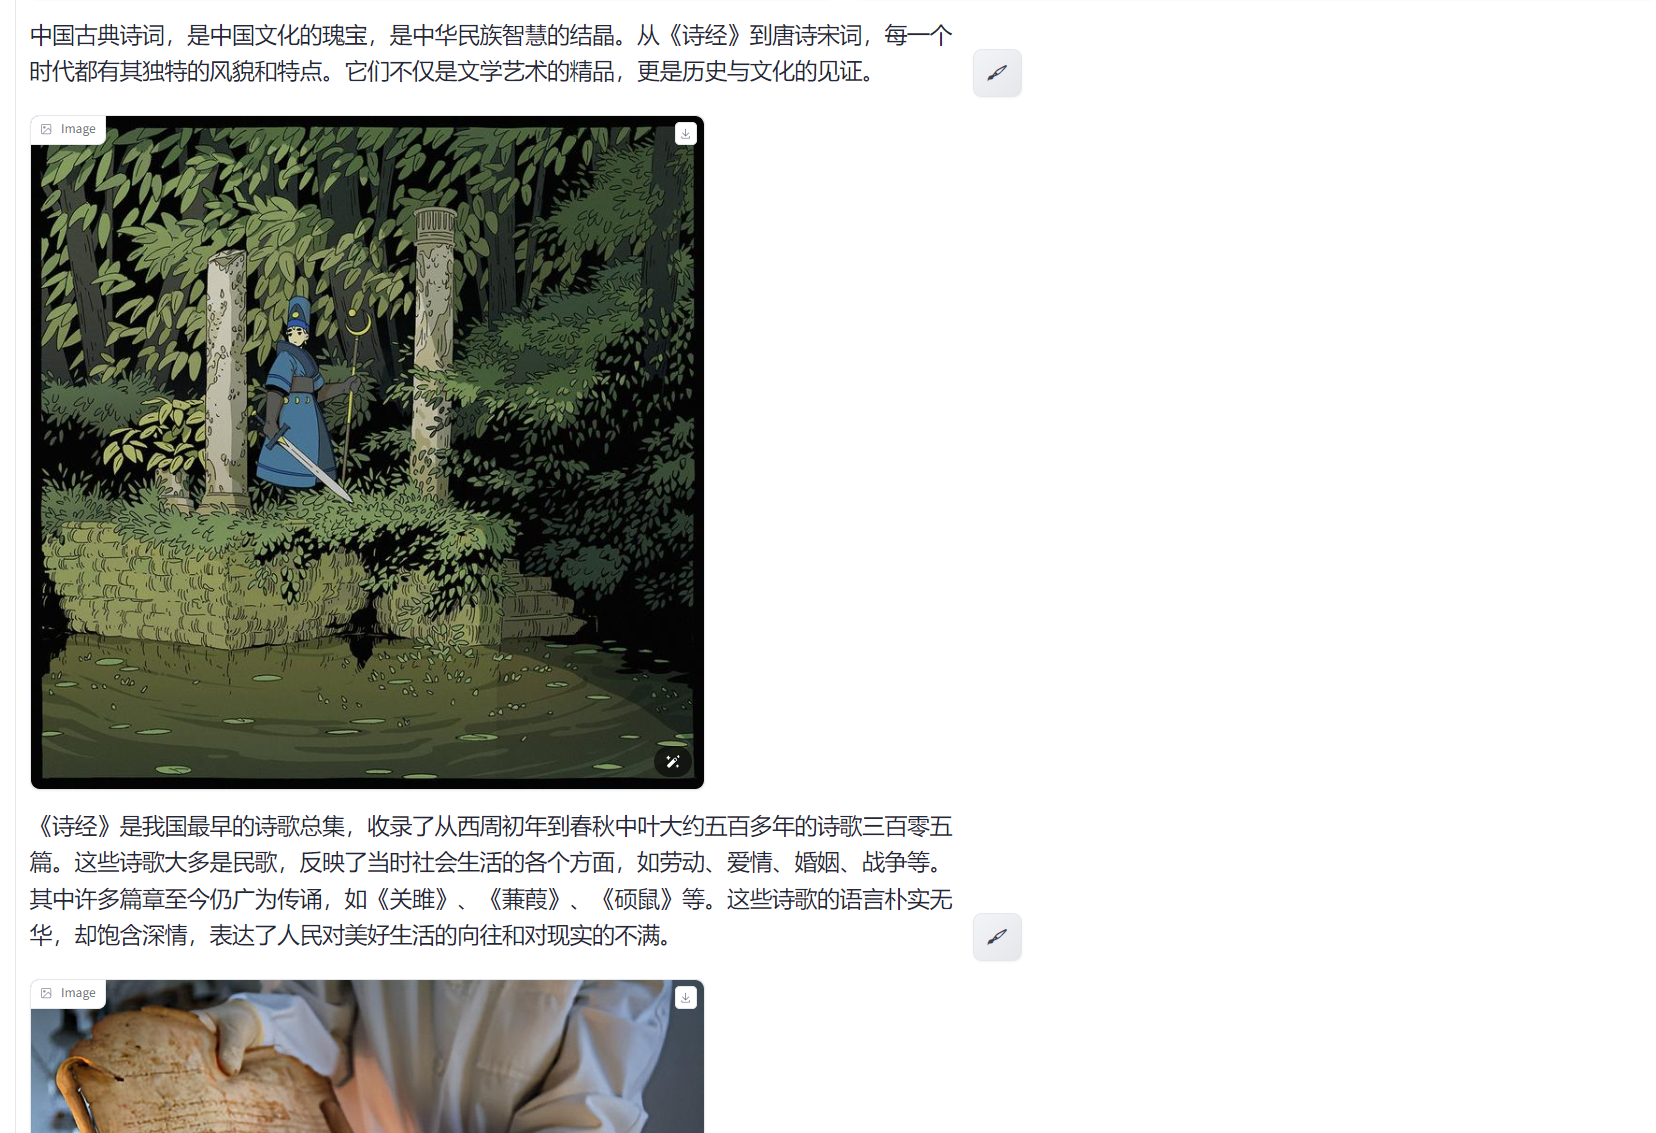 中国古典诗词，是中国文化的瑰宝，是中华民族智慧的结晶。从《诗经》到唐诗宋词，每一个
时代都有其独特的风貌和特点。它们不仅是文学艺术的精品，更是历史与文化的见证。
Image
《诗经》是我国最早的诗歌总集，收录了从西周初年到春秋中叶大约五百多年的诗歌三百零五
篇。这些诗歌大多是民歌，反映了当时社会生活的各个方面，如劳动、爱情、婚姻、战争等。
其中许多篇章至今仍广为传诵，如《关雎》、《蒹葭》、《硕鼠》等。这些诗歌的语言朴实无
华，却饱含深情，表达了人民对美好生活的向往和对现实的不满。
Image